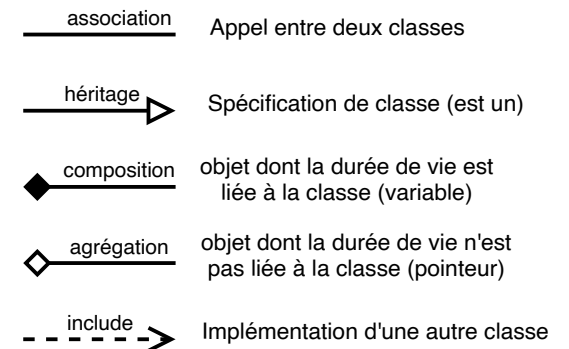 association
Appel entre deux classes
héritage
Spécification de classe (est un)
composition
objet dont la durée de vie est
liée à la classe (variable)
agrégation
objet dont la durée de vie n'est
pas liée à la classe (pointeur)
include
Implémentation d'une autre classe